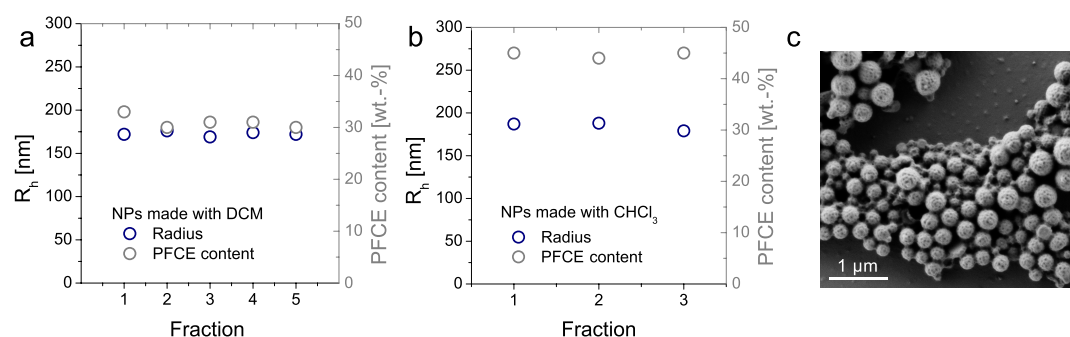 a
300
250
200
150
100
50
0
R_h [nm]
50
40
30
20
10
0
PFCE content [wt.-%]
NPs made with DCM
Radius
PFCE content
1 2 3 4 5
Fraction
b
300
250
200
150
100
50
0
R_h [nm]
50
40
30
20
10
0
PFCE content [wt.-%]
NPs made with CHCl₃
Radius
PFCE content
1 2 3
Fraction
c
1 µm